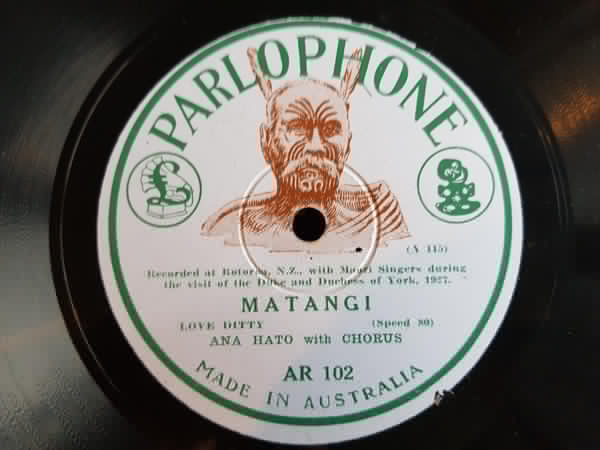 PARLOPHONE
(A 115)
Recorded at Rotorua, N.Z., with Maori Singers during
the visit of the Duke and Duchess of York, 1927.
MATANGI
LOVE DITTY (Speed 80)
ANA HATO with CHORUS
AR 102
MADE IN AUSTRALIA